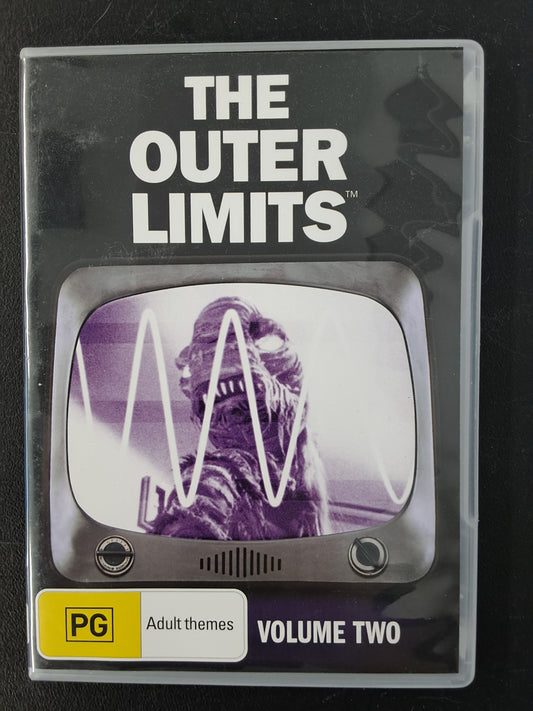 THE
OUTER
LIMITS™
PG
Adult themes
VOLUME TWO